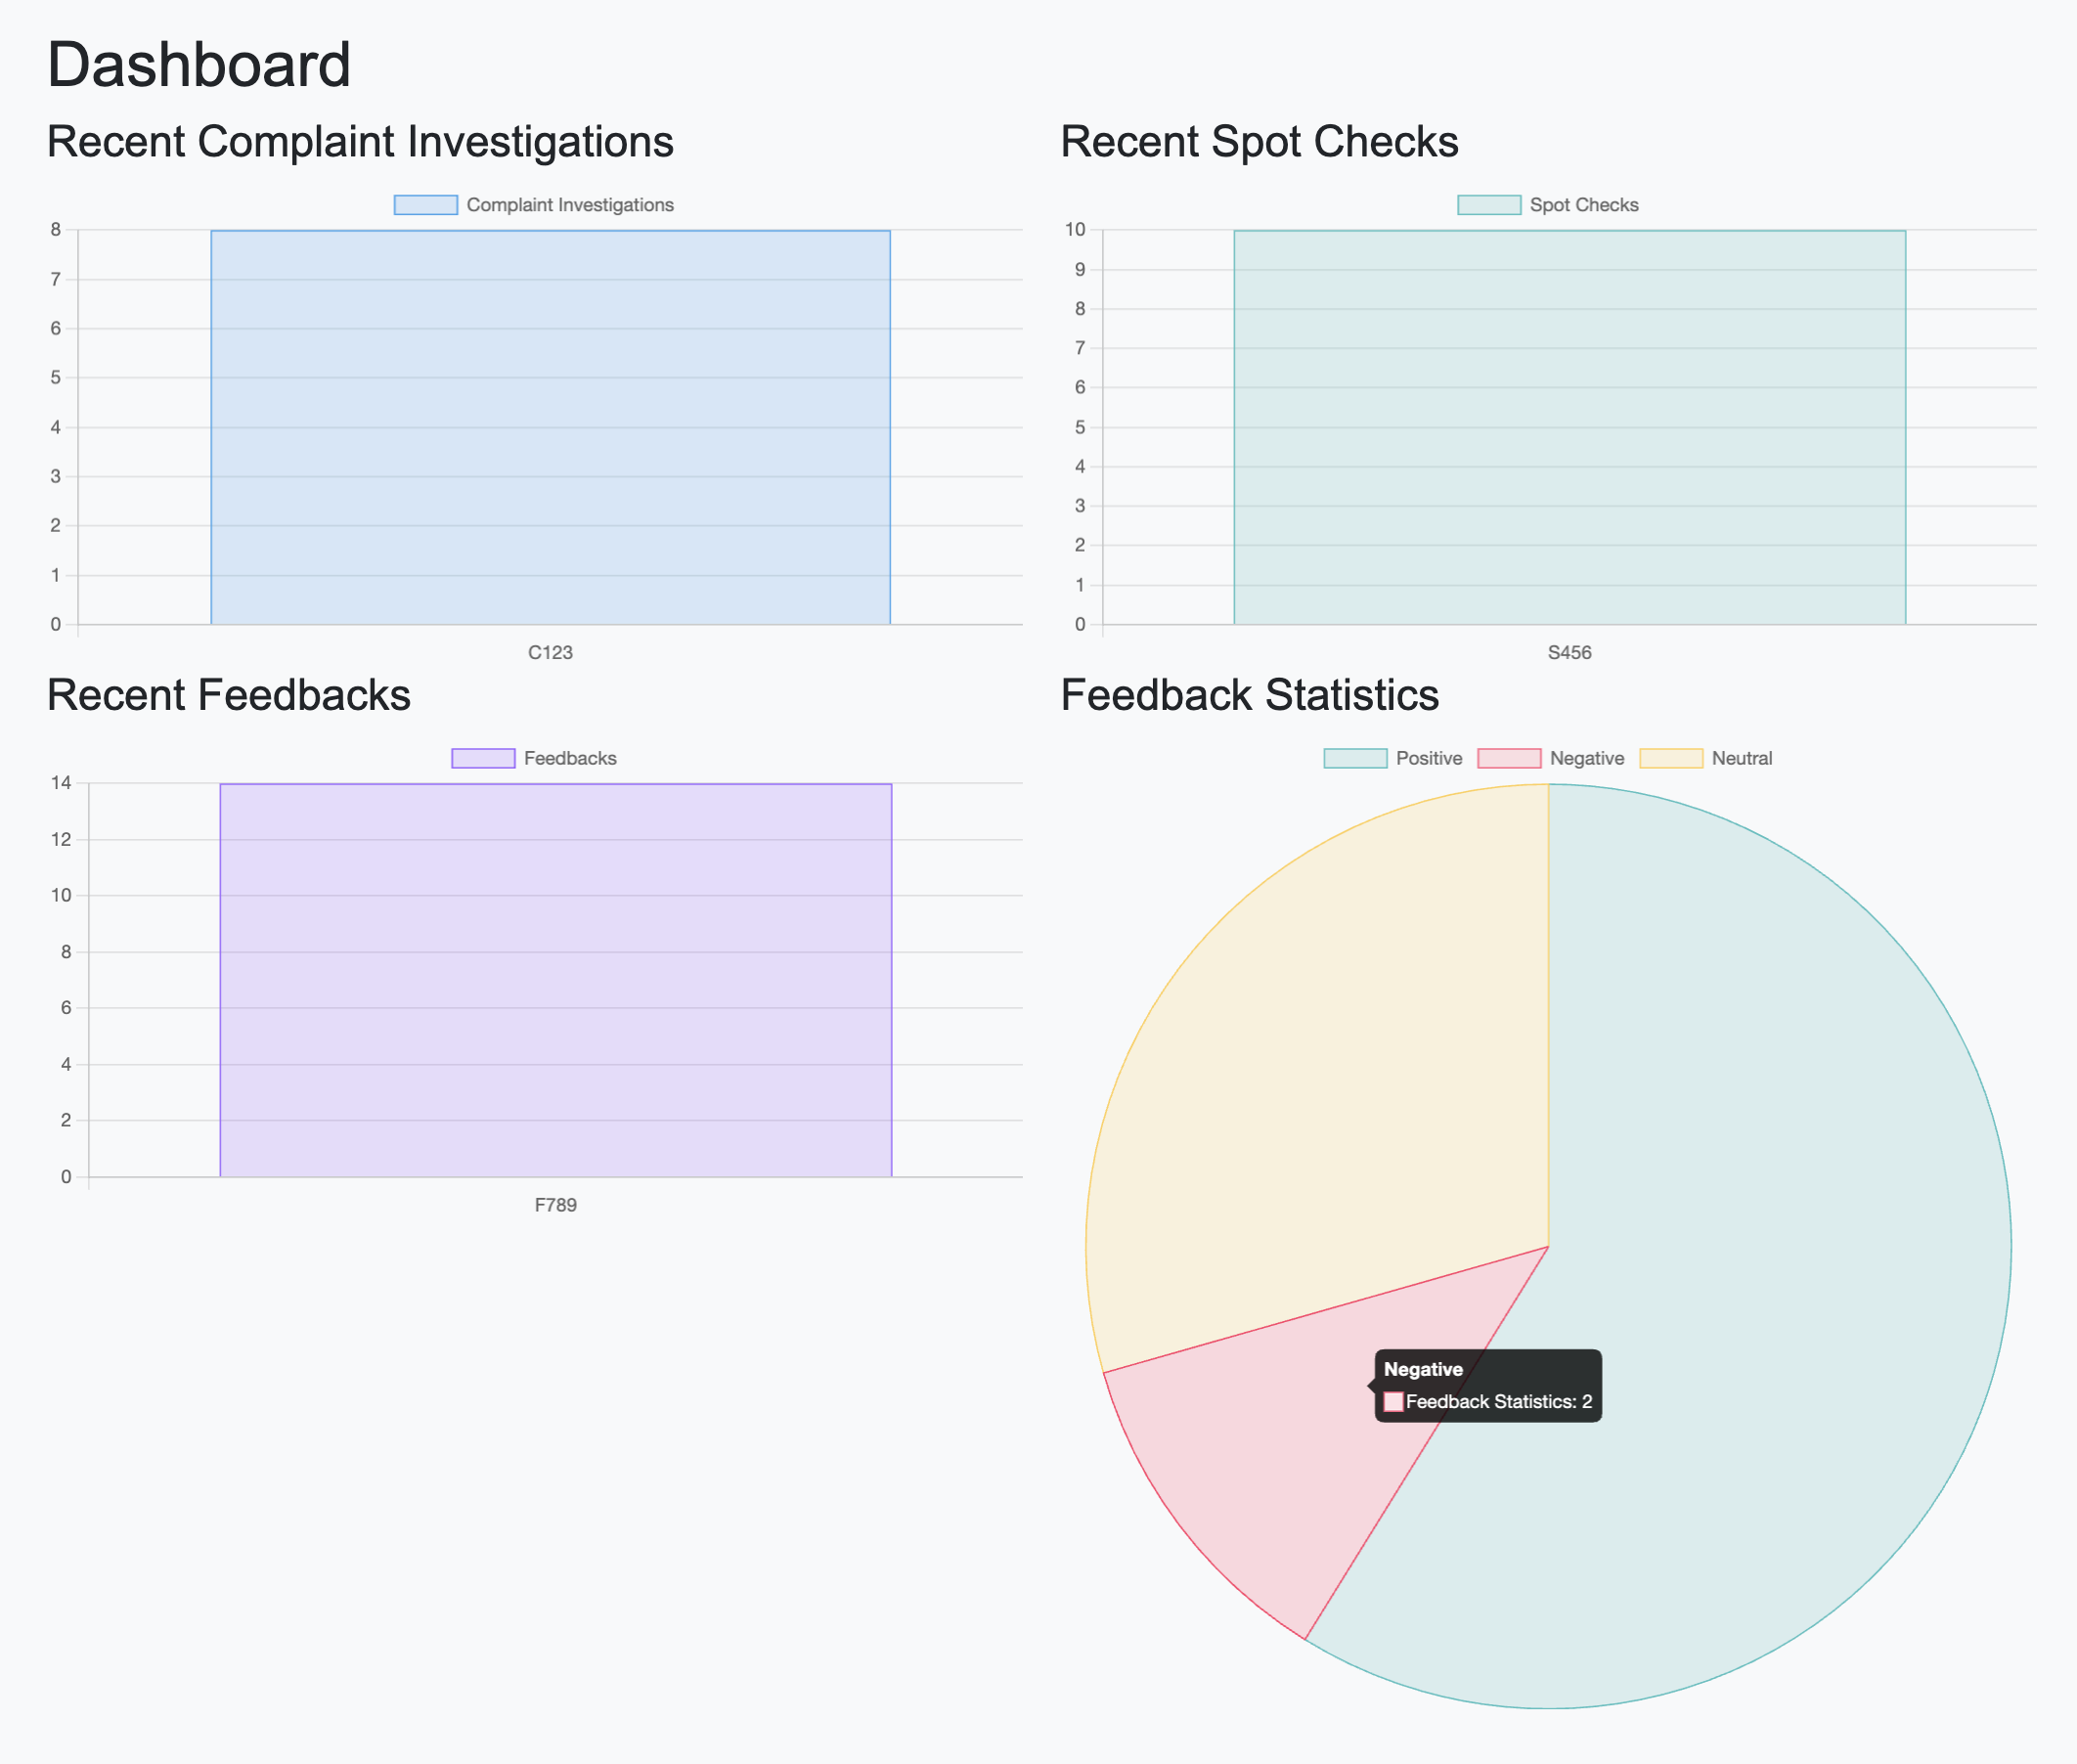 Dashboard
Recent Complaint Investigations
Complaint Investigations
8
7
6
5
4
3
2
1
0
C123
Recent Spot Checks
Spot Checks
10
9
8
7
6
5
4
3
2
1
0
S456
Recent Feedbacks
Feedbacks
14
12
10
8
6
4
2
0
F789
Feedback Statistics
Positive Negative Neutral
Negative
Feedback Statistics: 2